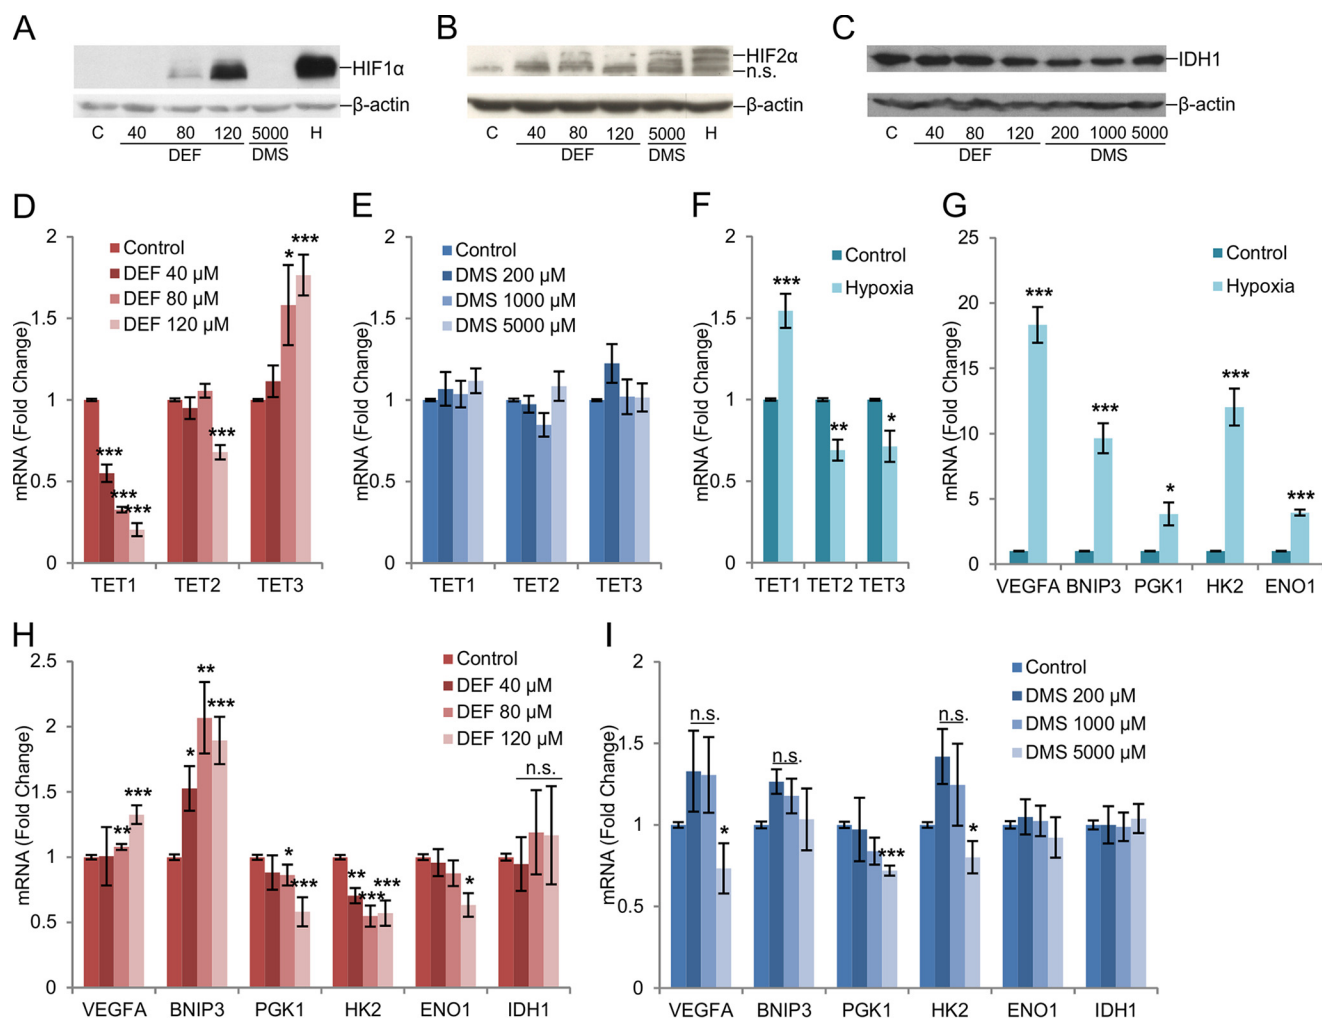 A
HIF1α
β-actin
C 40 80 120 5000 H
DEF DMS
B
HIF2α
n.s.
β-actin
C 40 80 120 5000 H
DEF DMS
C
IDH1
β-actin
C 40 80 120 200 1000 5000
DEF DMS
D
mRNA (Fold Change)
2
1.5
1
0.5
0
Control
DEF 40 µM
DEF 80 µM
DEF 120 µM
***
***
***
***
*
***
TET1 TET2 TET3
E
mRNA (Fold Change)
2
1.5
1
0.5
0
Control
DMS 200 µM
DMS 1000 µM
DMS 5000 µM
TET1 TET2 TET3
F
mRNA (Fold Change)
2
1.5
1
0.5
0
Control
Hypoxia
***
**
*
TET1 TET2 TET3
G
mRNA (Fold Change)
25
20
15
10
5
0
Control
Hypoxia
***
***
*
***
***
VEGFA BNIP3 PGK1 HK2 ENO1
H
mRNA (Fold Change)
2.5
2
1.5
1
0.5
0
Control
DEF 40 µM
DEF 80 µM
DEF 120 µM
**
***
*
**
***
*
***
**
***
***
*
n.s.
VEGFA BNIP3 PGK1 HK2 ENO1 IDH1
I
mRNA (Fold Change)
2
1.5
1
0.5
0
Control
DMS 200 µM
DMS 1000 µM
DMS 5000 µM
n.s.
*
n.s.
***
n.s.
*
VEGFA BNIP3 PGK1 HK2 ENO1 IDH1